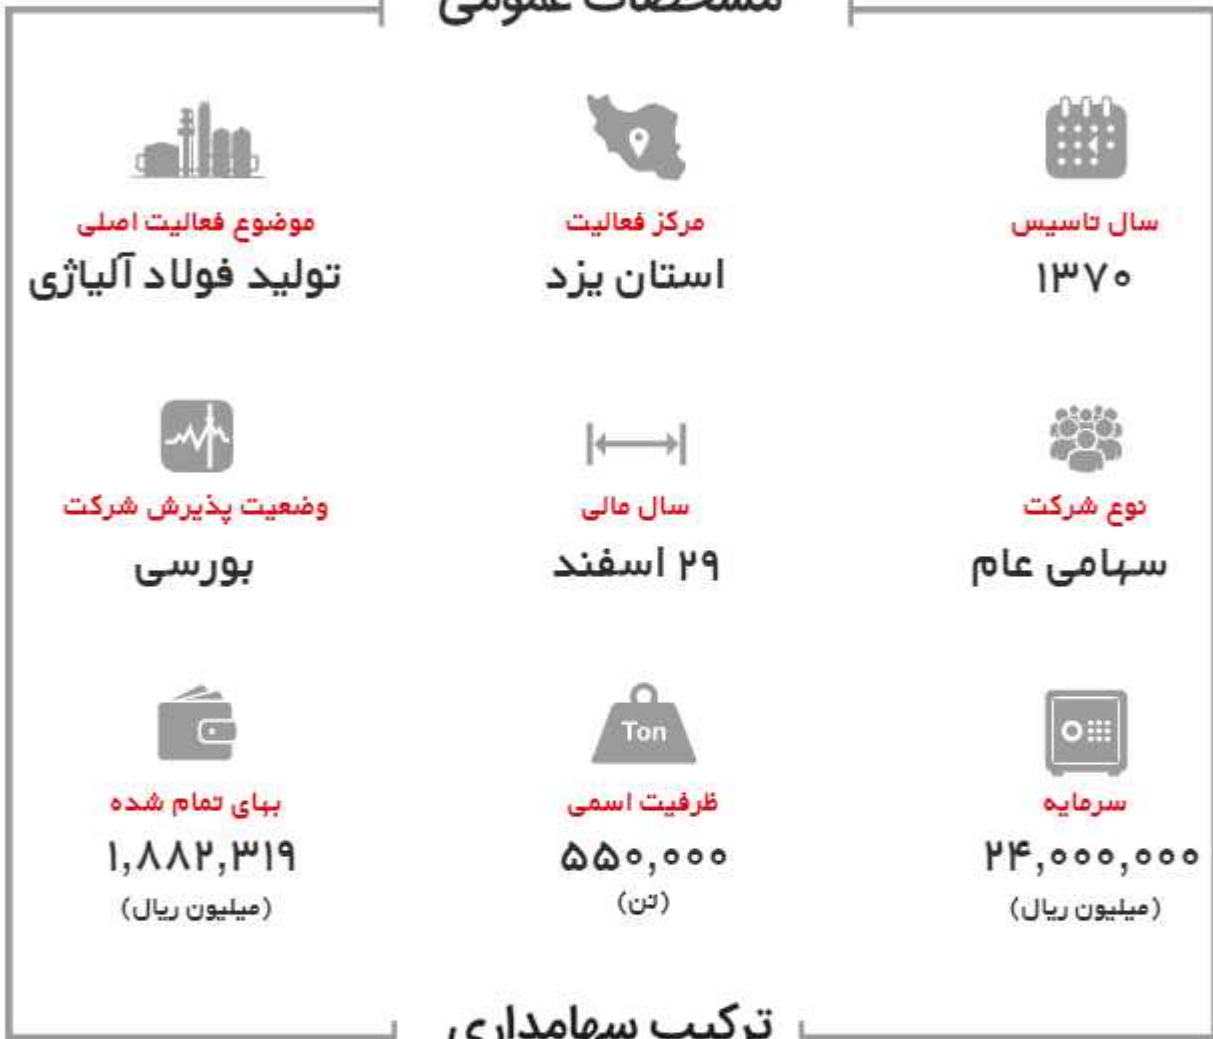 مشخصات عمومی
سال تاسیس
۱۳۷۰
مرکز فعالیت
استان یزد
موضوع فعالیت اصلی
تولید فولاد آلیاژی
نوع شرکت
سهامی عام
سال مالی
۲۹ اسفند
وضعیت پذیرش شرکت
بورسی
سرمایه
۲۴,۰۰۰,۰۰۰
(میلیون ریال)
Ton
ظرفیت اسمی
۵۵۰,۰۰۰
(تن)
بهای تمام شده
۱,۸۸۲,۳۱۹
(میلیون ریال)
ترکیب سهامداری